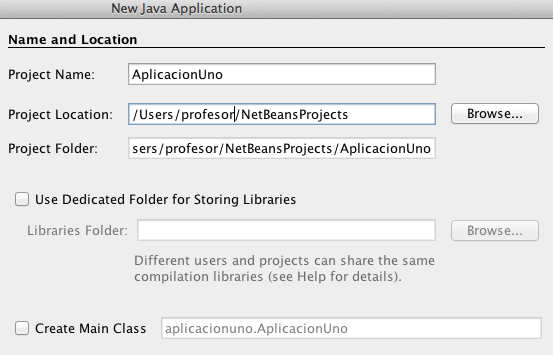 New Java Application
Name and Location
Project Name: AplicacionUno
Project Location: /Users/profesor/NetBeansProjects Browse...
Project Folder: sers/profesor/NetBeansProjects/AplicacionUno
Use Dedicated Folder for Storing Libraries
Libraries Folder: Browse...
Different users and projects can share the same
compilation libraries (see Help for details).
Create Main Class aplicacionuno.AplicacionUno